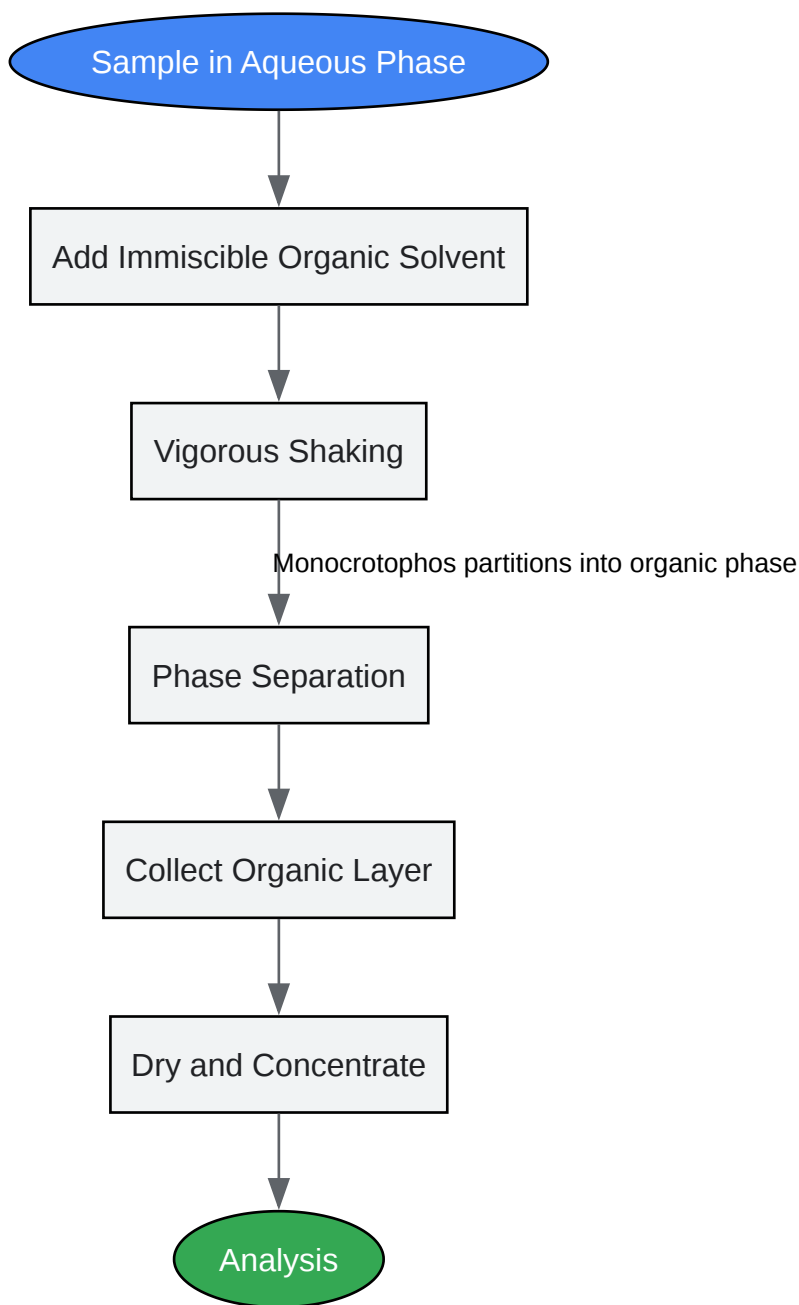 Sample in Aqueous Phase
Add Immiscible Organic Solvent
Vigorous Shaking
Monocrotophos partitions into organic phase
Phase Separation
Collect Organic Layer
Dry and Concentrate
Analysis